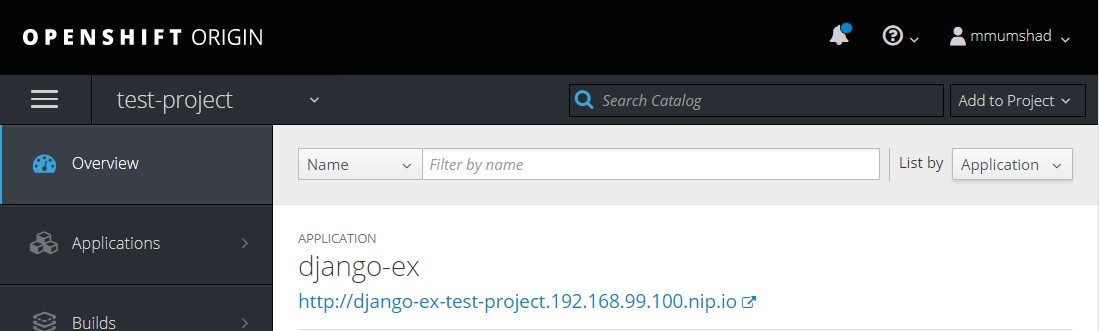 OPENSHIFT ORIGIN
mmumshad
test-project
Search Catalog
Add to Project
Overview
Name
Filter by name
List by
Application
Applications
APPLICATION
django-ex
http://django-ex-test-project.192.168.99.100.nip.io
Builds